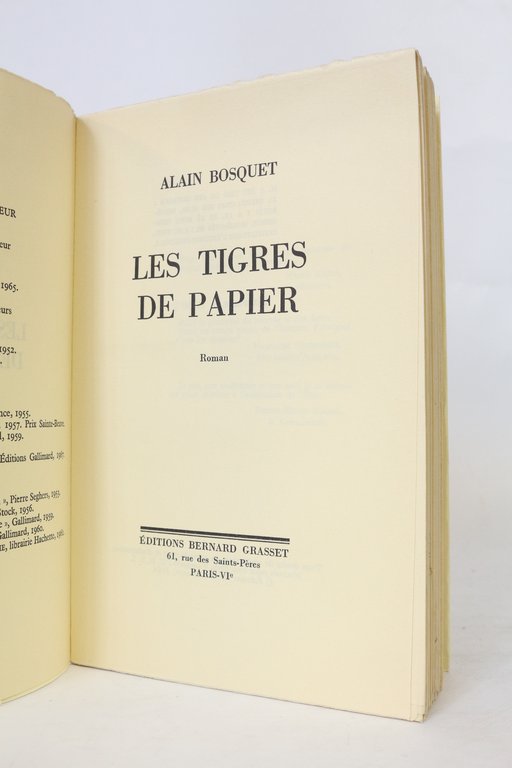 EUR
eur
1965.
eurs
1952.
nce, 1955.
1957. Prix Sainte-Beuve.
1959.
Éditions Gallimard,
», Pierre Seghers, 1953.
Stock, 1956.
e », Gallimard, 1959.
Gallimard, 1960.
librairie Hachette,
ALAIN BOSQUET
LES TIGRES
DE PAPIER
Roman
ÉDITIONS BERNARD GRASSET
61, rue des Saints-Pères
PARIS-VIe